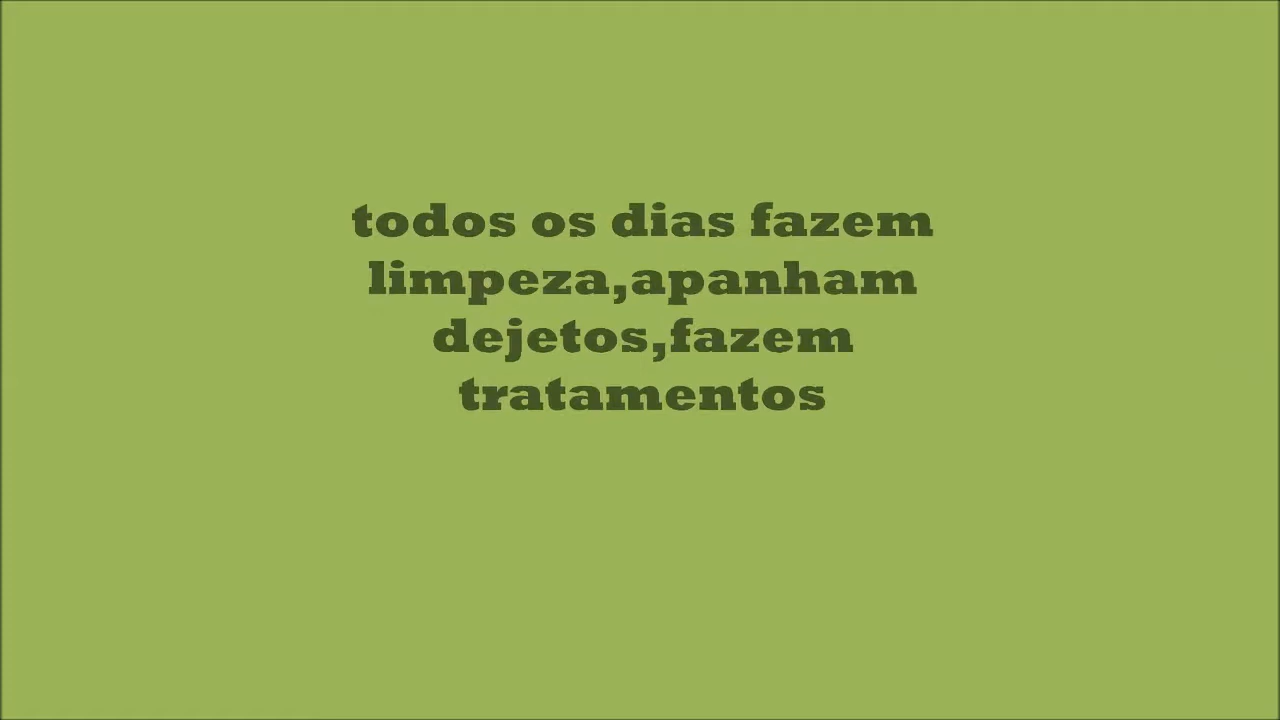 todos os dias fazem
limpeza,apanham
dejetos,fazem
tratamentos